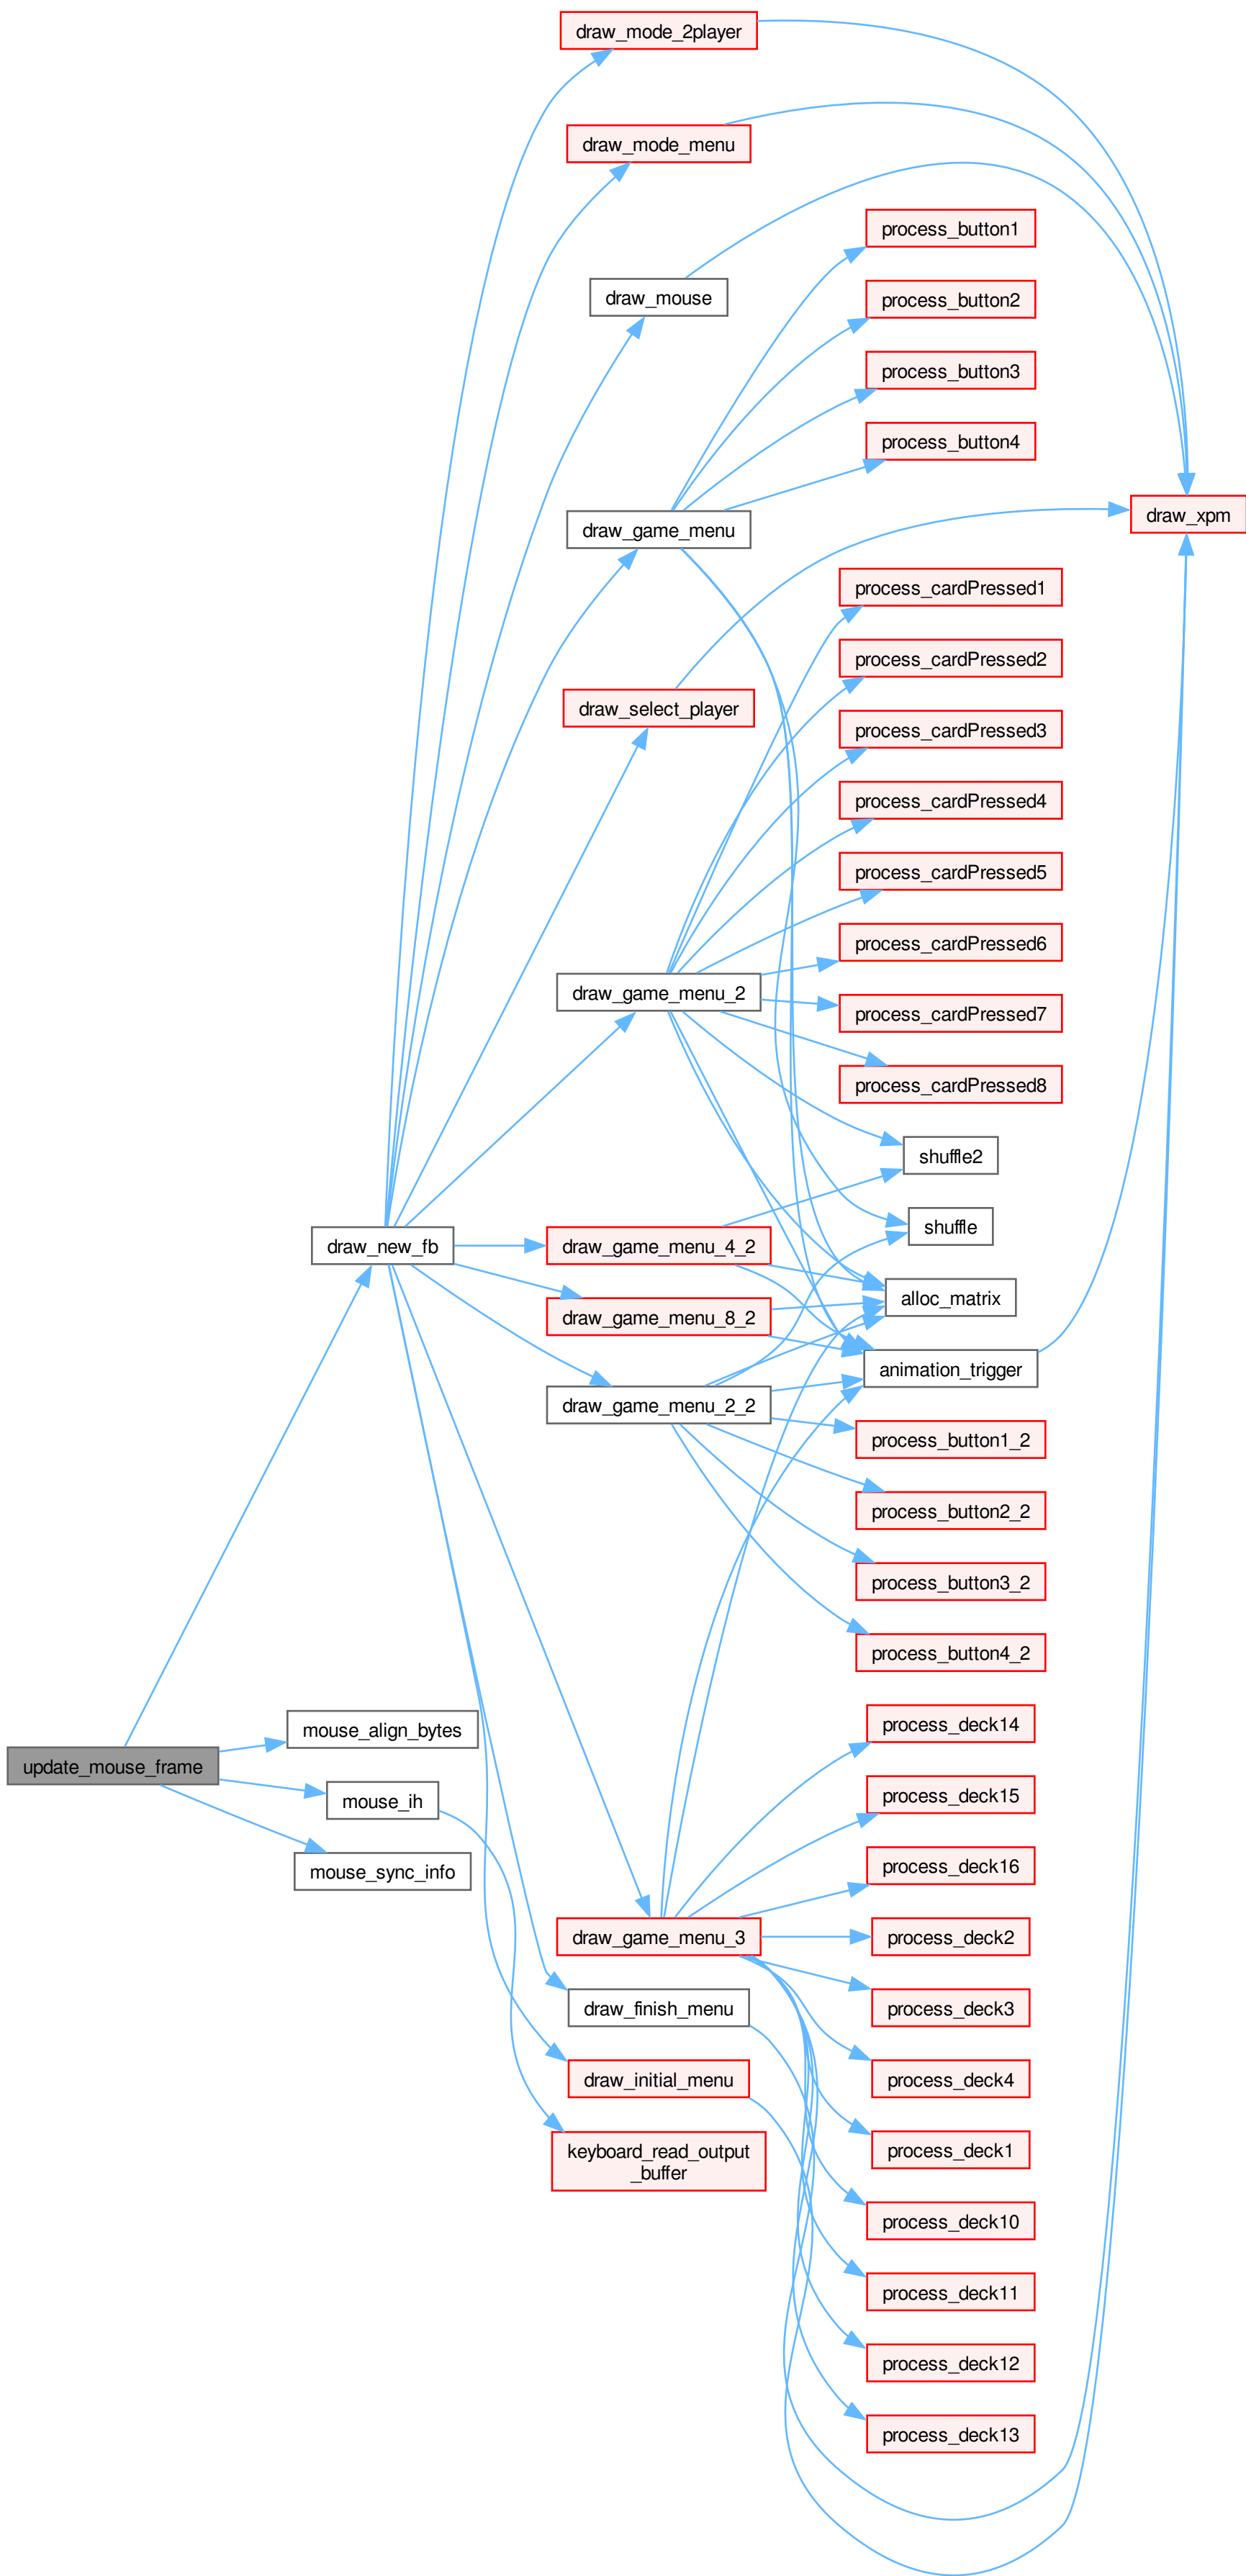 draw_mode_2player
draw_mode_menu
process_button1
draw_mouse
process_button2
process_button3
process_button4
draw_xpm
draw_game_menu
process_cardPressed1
process_cardPressed2
draw_select_player
process_cardPressed3
process_cardPressed4
process_cardPressed5
process_cardPressed6
draw_game_menu_2
process_cardPressed7
process_cardPressed8
shuffle2
shuffle
draw_new_fb
draw_game_menu_4_2
alloc_matrix
draw_game_menu_8_2
animation_trigger
draw_game_menu_2_2
process_button1_2
process_button2_2
process_button3_2
process_button4_2
process_deck14
mouse_align_bytes
update_mouse_frame
process_deck15
mouse_ih
process_deck16
mouse_sync_info
draw_game_menu_3
process_deck2
draw_finish_menu
process_deck3
draw_initial_menu
process_deck4
keyboard_read_output
_buffer
process_deck1
process_deck10
process_deck11
process_deck12
process_deck13